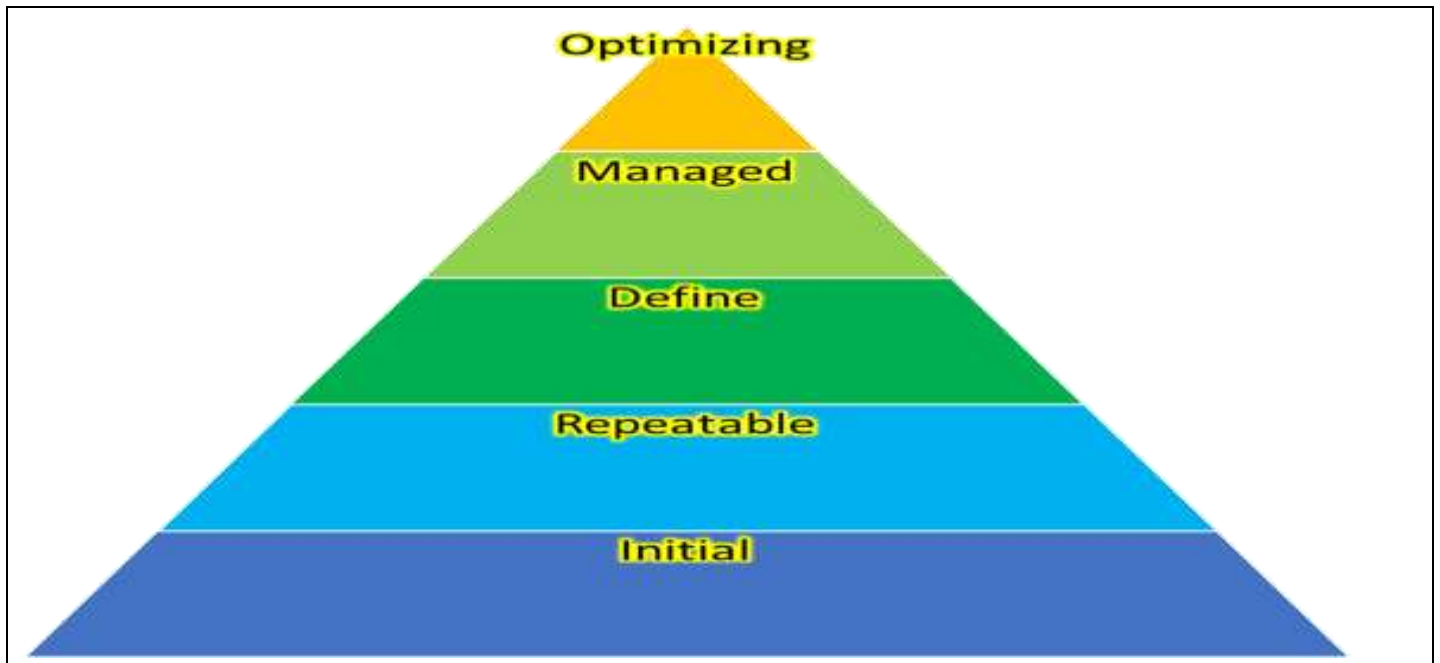 Optimizing
Managed
Define
Repeatable
Initial